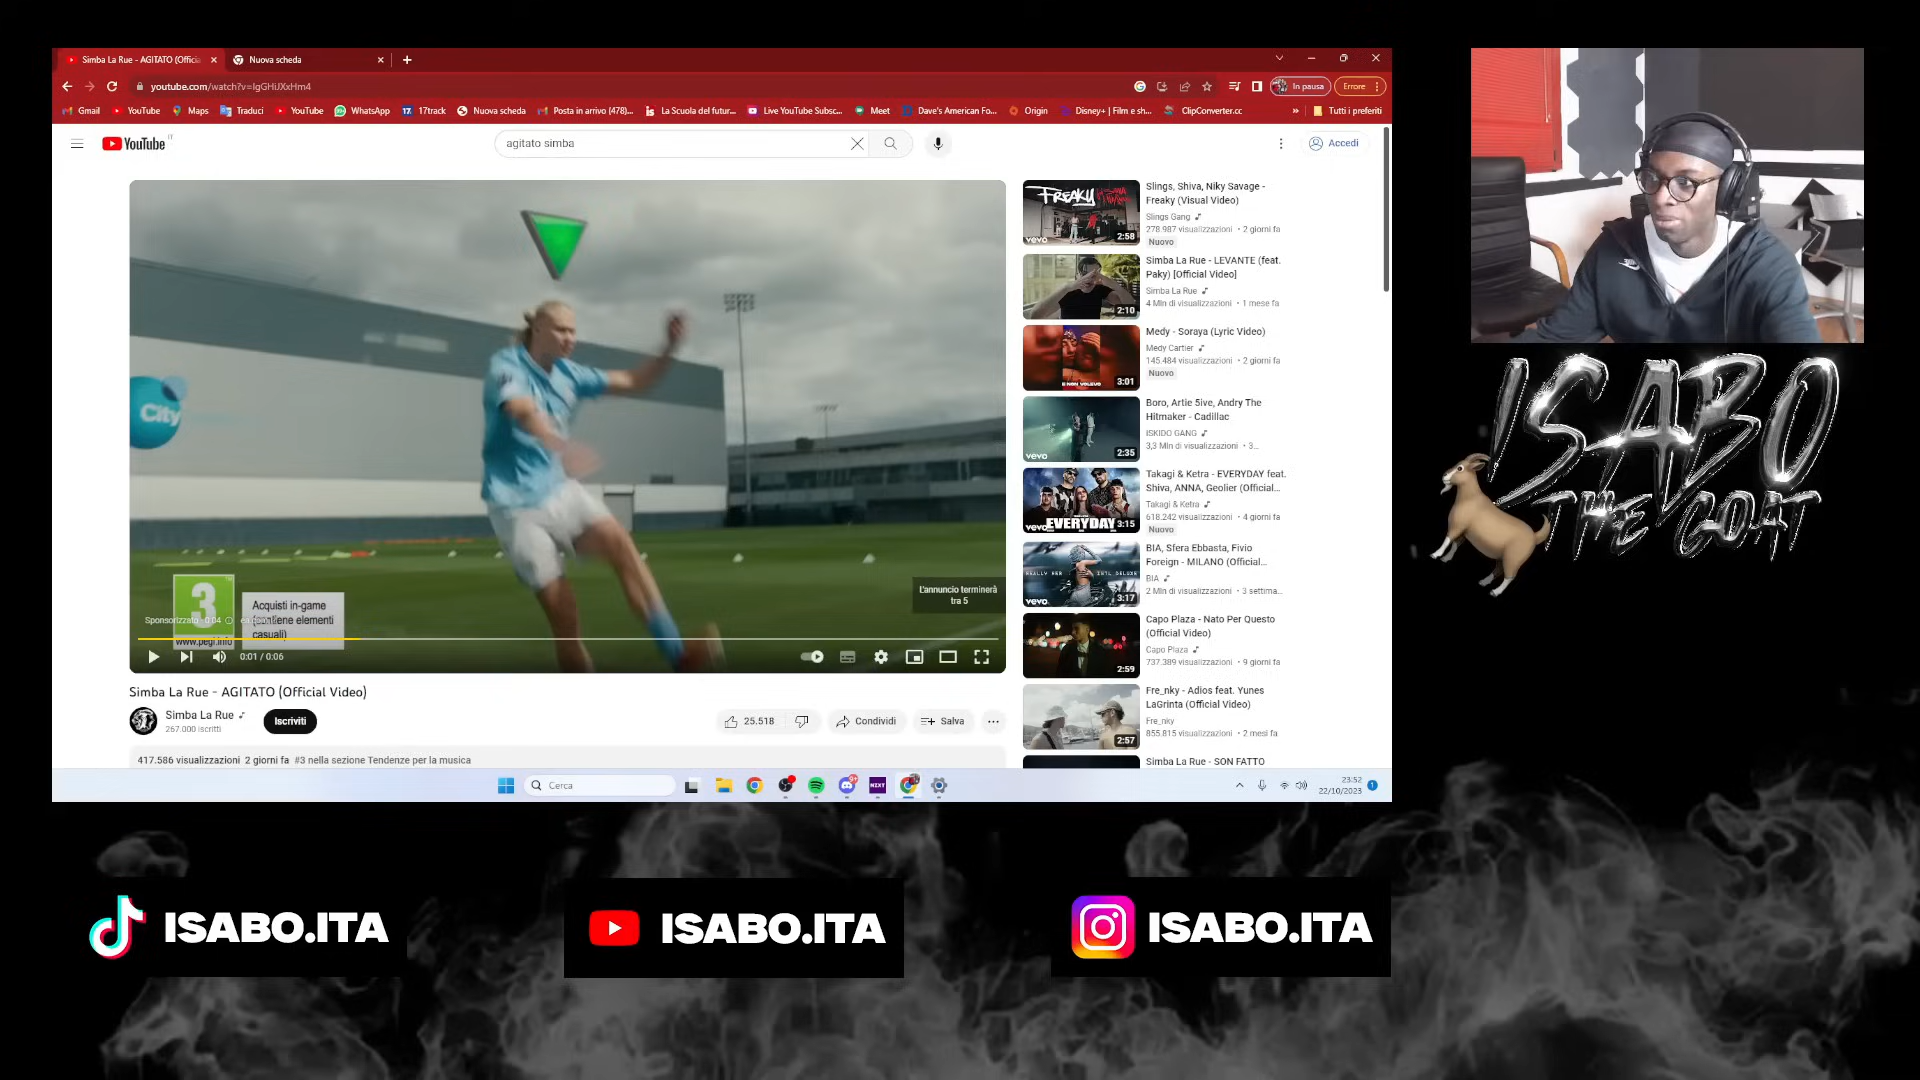 Simba La Rue - AGITATO (Offici
Nuova scheda
youtube.com/watch?v=IgGHiJXxHm4
In pausa
Errore
Gmail
YouTube
Maps
Traduci
YouTube
WhatsApp
17track
Nuova scheda
Posta in arrivo (478)...
La Scuola del futur...
Live YouTube Subsc...
Meet
Dave's American Fo...
Origin
Disney+ | Film e sh...
ClipConverter.cc
»
Tutti i preferiti
YouTube
IT
agitato simba
Accedi
City
3
www.pegi.info
Acquisti in-game
(contiene elementi
casuali)
Sponsorizzato · 0:04
L'annuncio terminerà
tra 5
0:01 / 0:06
Simba La Rue - AGITATO (Official Video)
Simba La Rue
267.000 iscritti
Iscriviti
25.518
Condividi
Salva
417.586 visualizzazioni 2 giorni fa #3 nella sezione Tendenze per la musica
FREAKY
vevo
2:58
Slings, Shiva, Niky Savage -
Freaky (Visual Video)
Slings Gang
278.987 visualizzazioni • 2 giorni fa
Nuovo
2:10
Simba La Rue - LEVANTE (feat.
Paky) [Official Video]
Simba La Rue
4 Mln di visualizzazioni • 1 mese fa
E NON VOLEVO
3:01
Medy - Soraya (Lyric Video)
Medy Cartier
145.484 visualizzazioni • 2 giorni fa
Nuovo
vevo
2:35
Boro, Artie 5ive, Andry The
Hitmaker - Cadillac
ISKIDO GANG
3,3 Mln di visualizzazioni • 3...
vevo
EVERYDAY
3:15
Takagi & Ketra - EVERYDAY feat.
Shiva, ANNA, Geolier (Official...
Takagi & Ketra
618.242 visualizzazioni • 4 giorni fa
Nuovo
3:17
BIA, Sfera Ebbasta, Fivio
Foreign - MILANO (Official...
BIA
2 Mln di visualizzazioni • 3 settima...
2:59
Capo Plaza - Nato Per Questo
(Official Video)
Capo Plaza
737.389 visualizzazioni • 9 giorni fa
2:57
Fre_nky - Adios feat. Yunes
LaGrinta (Official Video)
Fre_nky
855.815 visualizzazioni • 2 mesi fa
Simba La Rue - SON FATTO
Cerca
NZXT
23:52
22/10/2023
1
ISABO
THE GOAT
ISABO.ITA
ISABO.ITA
ISABO.ITA